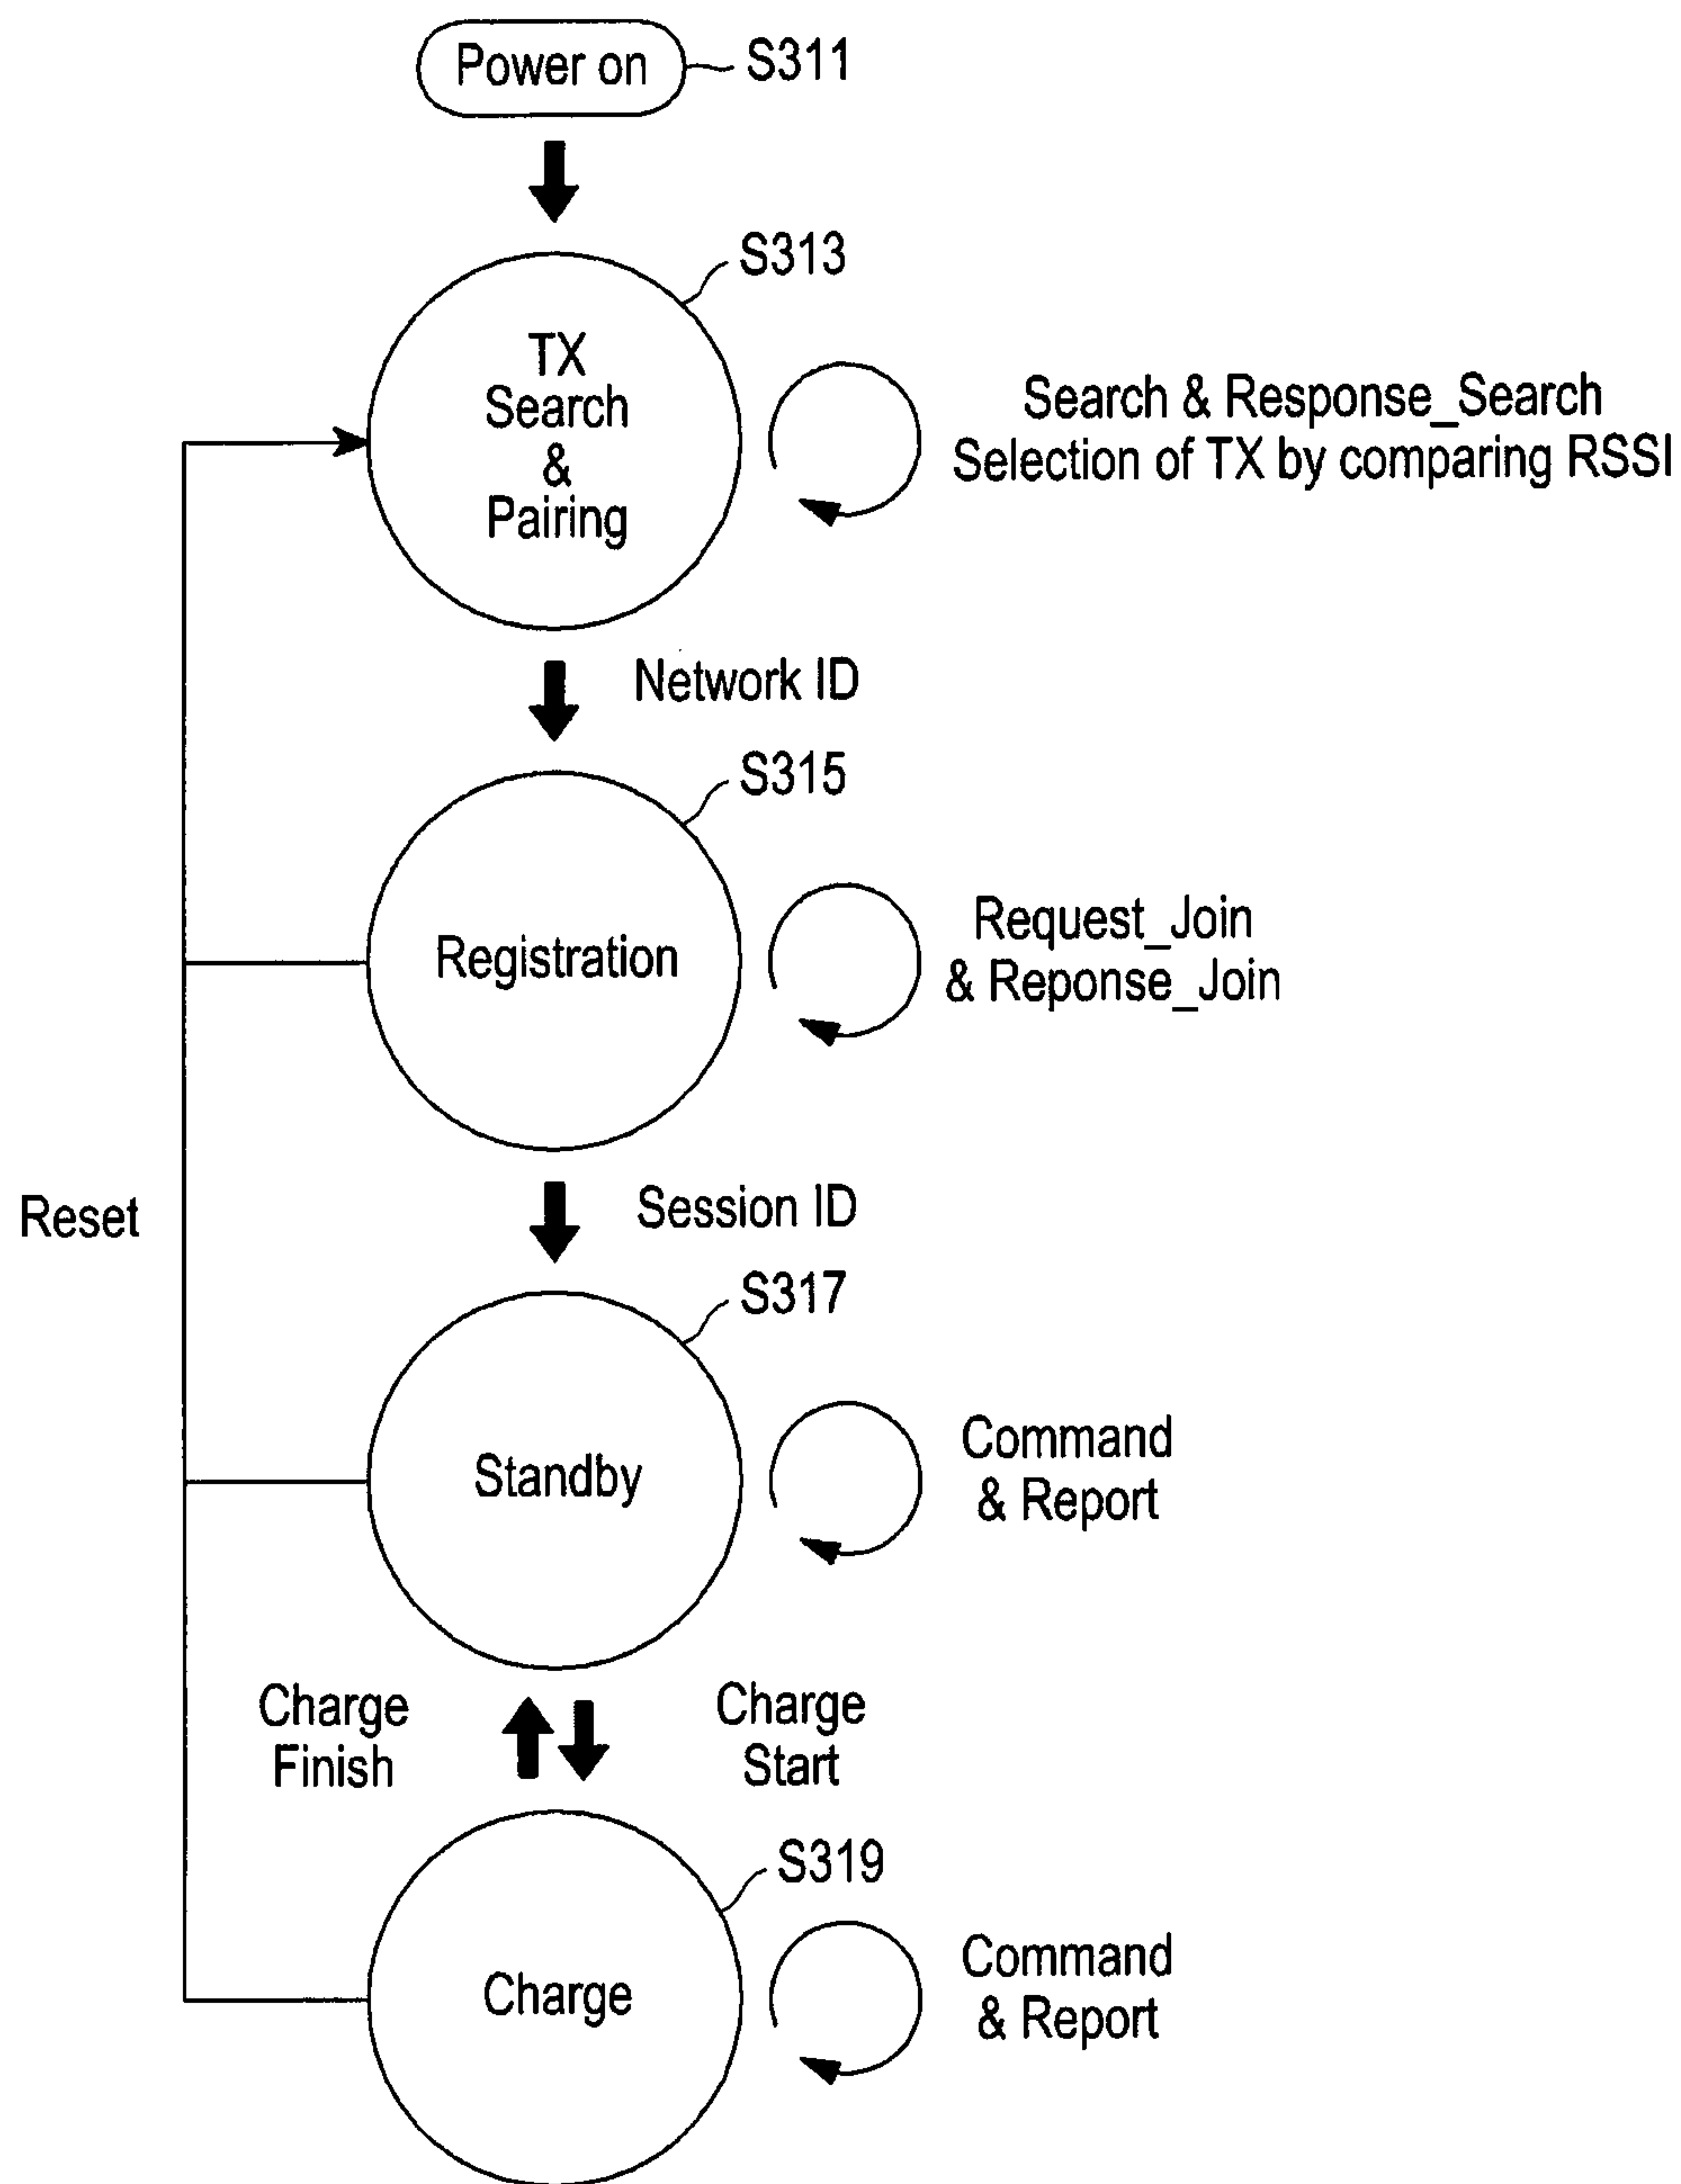 Power on
S311
S313
TX
Search
&
Pairing
Search & Response_Search
Selection of TX by comparing RSSI
Network ID
S315
Registration
Request_Join
& Reponse_Join
Reset
Session ID
S317
Standby
Command
& Report
Charge
Finish
Charge
Start
S319
Charge
Command
& Report